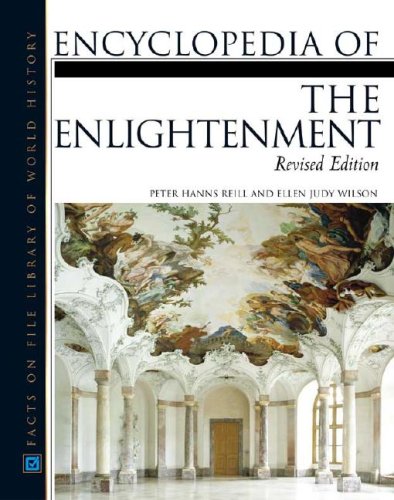 ENCYCLOPEDIA OF
THE
ENLIGHTENMENT
Revised Edition
PETER HANNS REILL AND ELLEN JUDY WILSON
FACTS ON FILE LIBRARY OF WORLD HISTORY